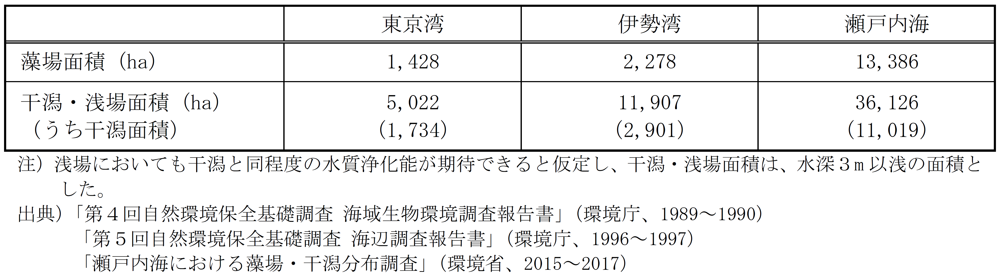 東京湾 伊勢湾 瀬戸内海
藻場面積（ha） 1,428 2,278 13,386
干潟・浅場面積（ha） 5,022 11,907 36,126
（うち干潟面積） (1,734) (2,901) (11,019)
注）浅場においても干潟と同程度の水質浄化能が期待できると仮定し、干潟・浅場面積は、水深３m 以浅の面積と
した。
出典）「第４回自然環境保全基礎調査 海域生物環境調査報告書」（環境庁、1989～1990）
「第５回自然環境保全基礎調査 海辺調査報告書」（環境庁、1996～1997）
「瀬戸内海における藻場・干潟分布調査」（環境省、2015～2017）